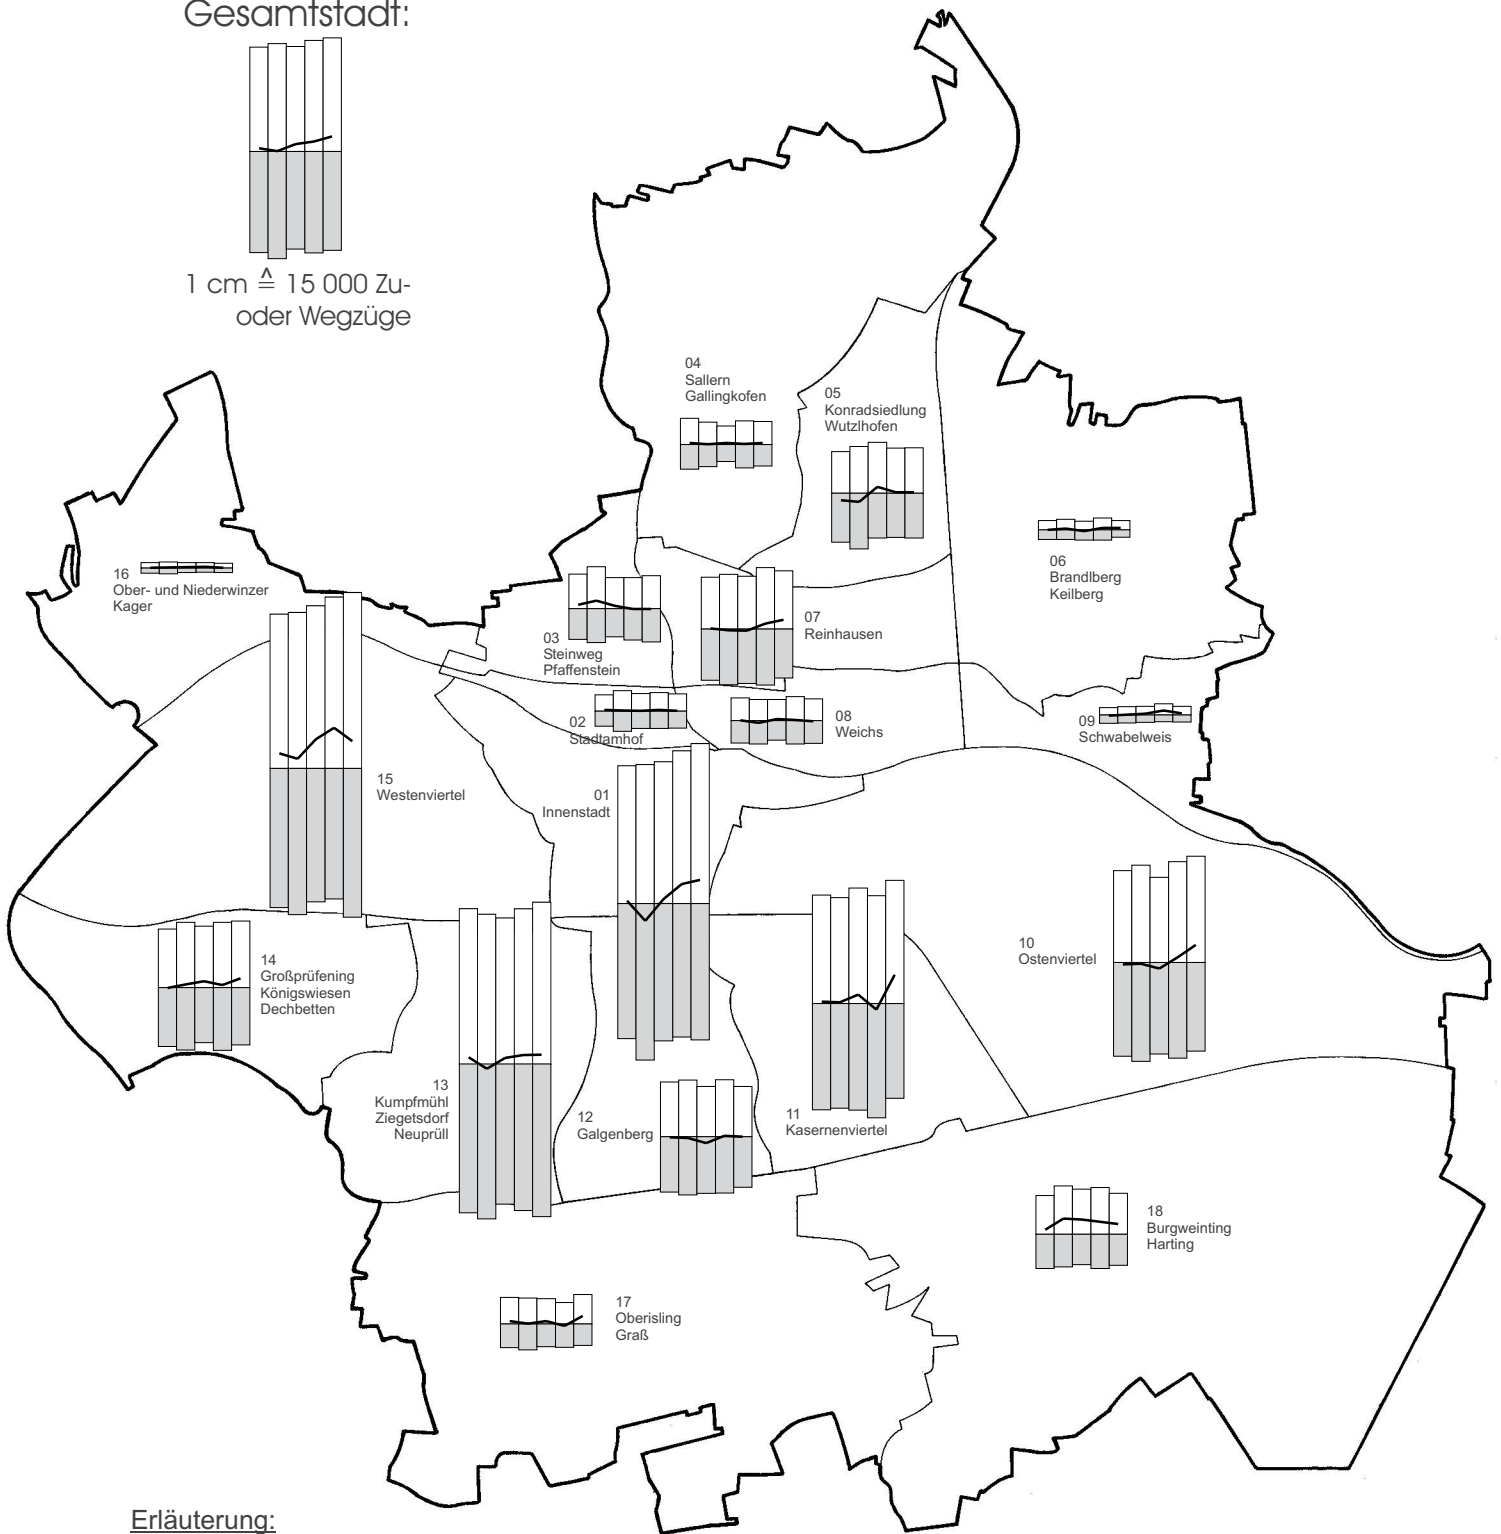 Gesamtstadt:
1 cm ≙ 15 000 Zu-
oder Wegzüge
04
Sallern
Gallingkofen
05
Konradsiedlung
Wutzlhofen
06
Brandlberg
Keilberg
16
Ober- und Niederwinzer
Kager
03
Steinweg
Pfaffenstein
07
Reinhausen
02
Stadtamhof
08
Weichs
09
Schwabelweis
15
Westenviertel
01
Innenstadt
14
Großprüfening
Königswiesen
Dechbetten
10
Ostenviertel
13
Kumpfmühl
Ziegetsdorf
Neuprüll
12
Galgenberg
11
Kasernenviertel
18
Burgweinting
Harting
17
Oberisling
Graß
Erläuterung: